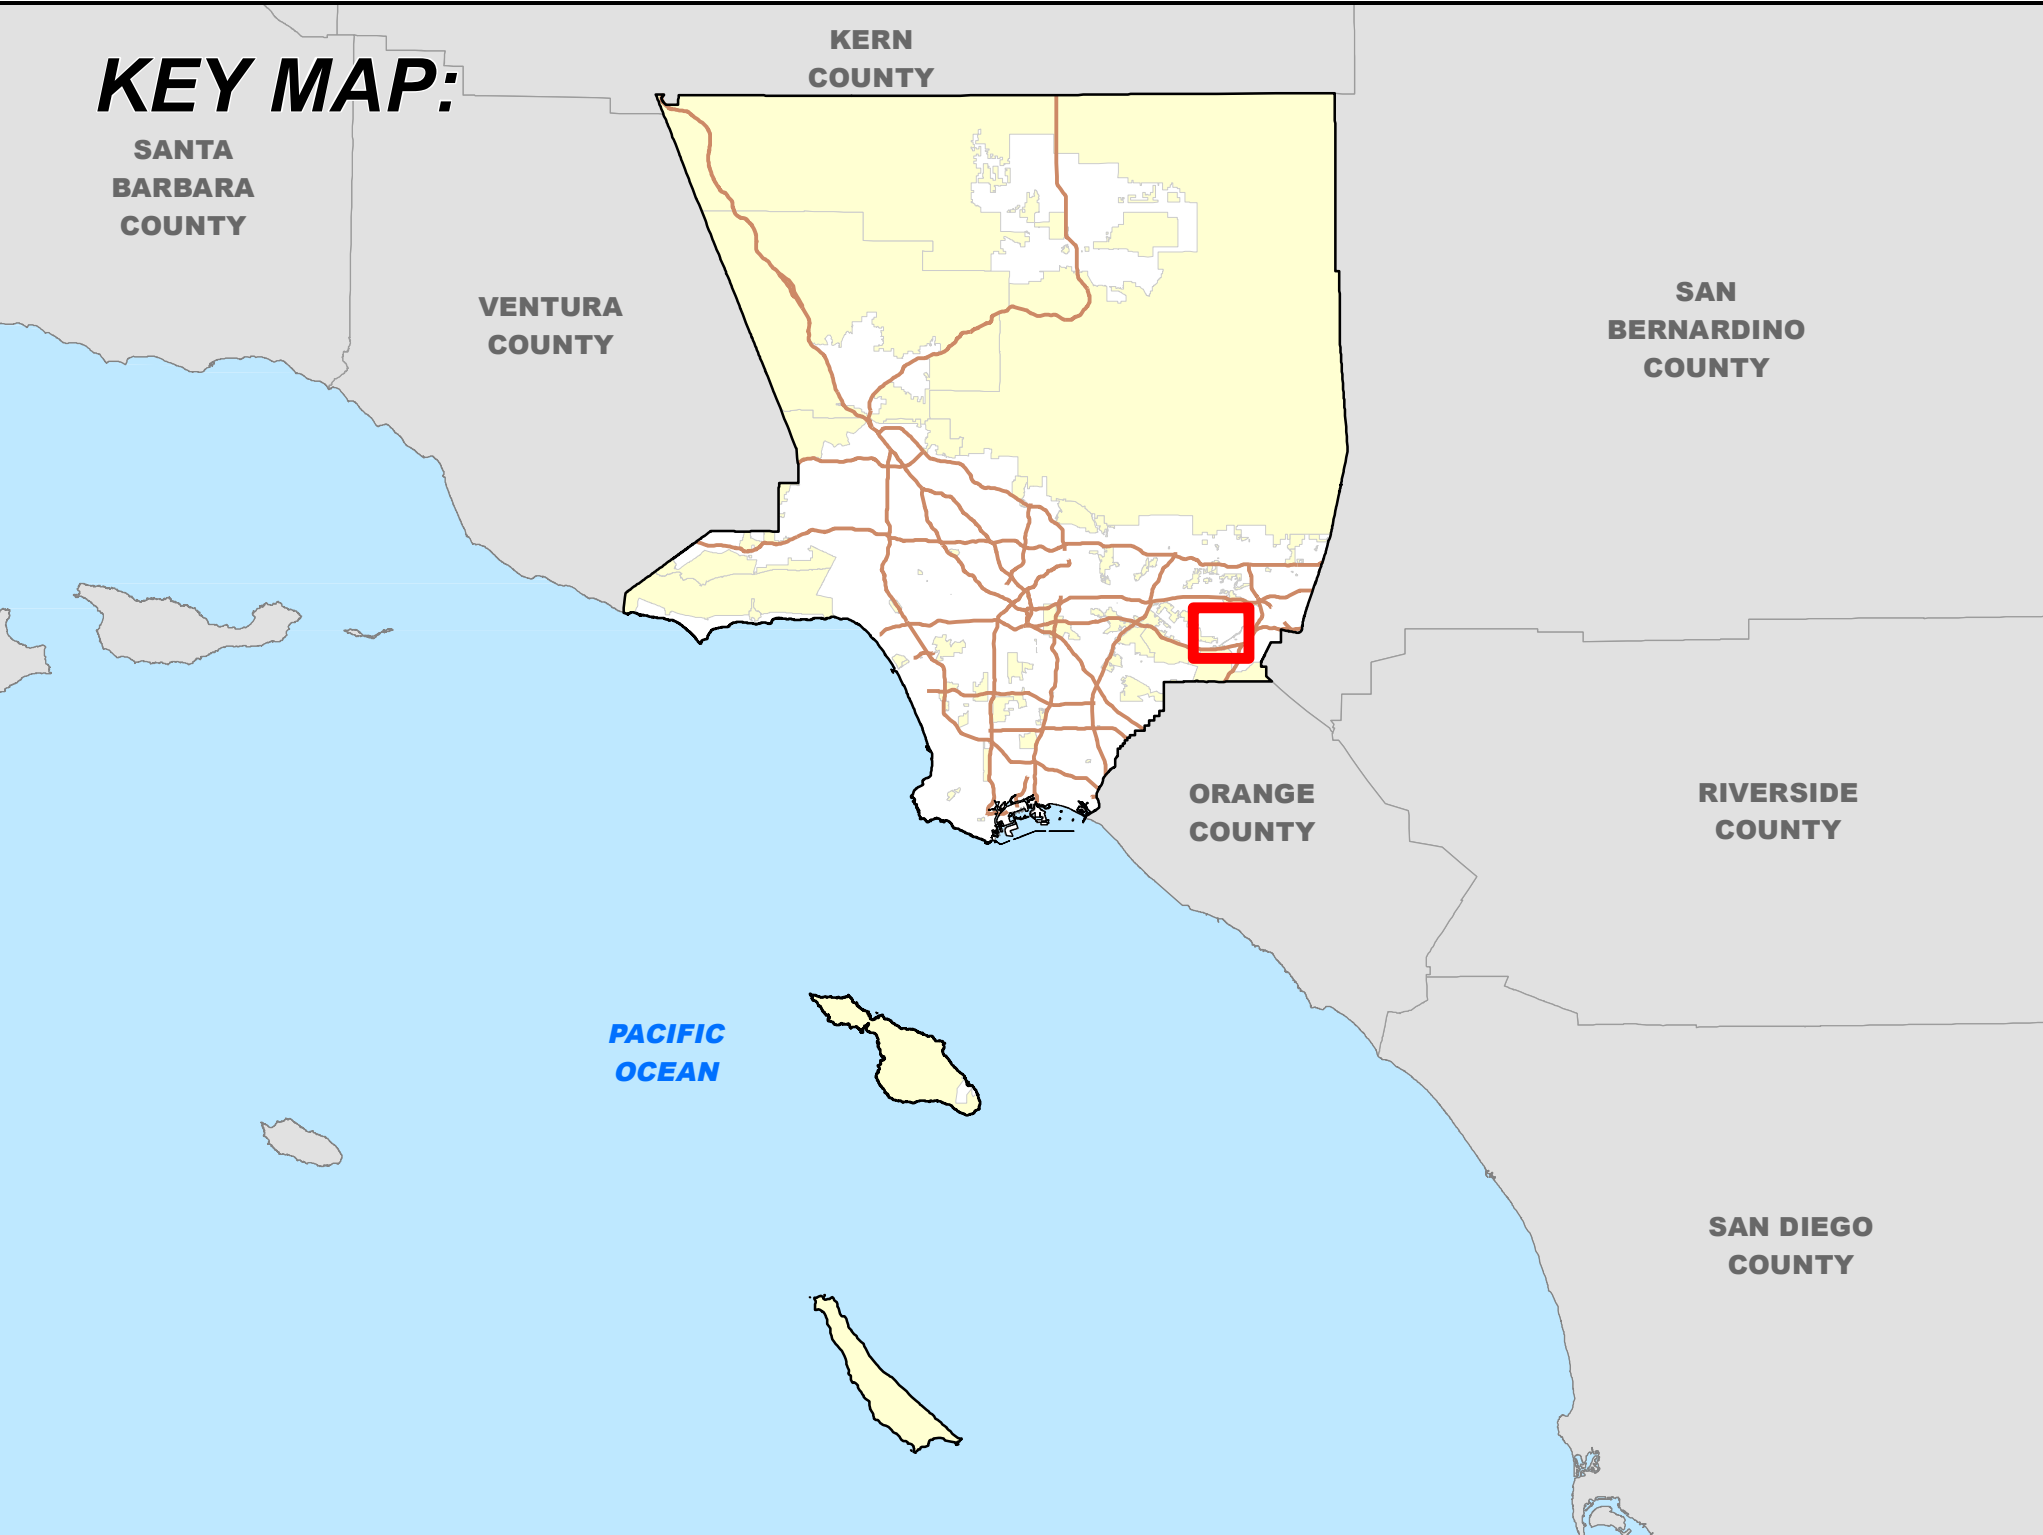 KEY MAP:
KERN
COUNTY
SANTA
BARBARA
COUNTY
VENTURA
COUNTY
SAN
BERNARDINO
COUNTY
ORANGE
COUNTY
RIVERSIDE
COUNTY
PACIFIC
OCEAN
SAN DIEGO
COUNTY